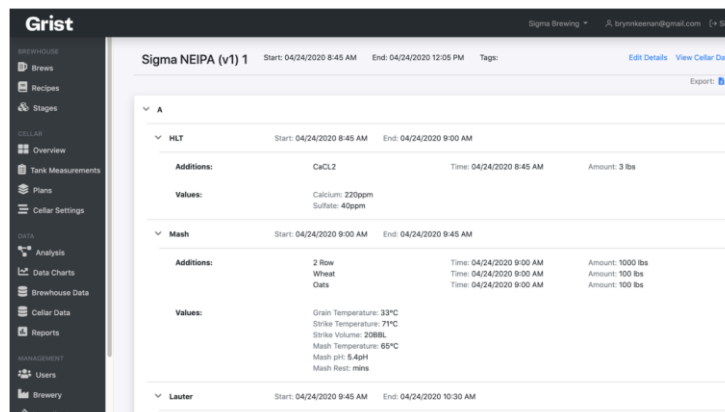 Grist
Sigma Brewing
brynnkeenan@gmail.com
BREWHOUSE
Brews
Recipes
Stages
CELLAR
Overview
Tank Measurements
Plans
Cellar Settings
DATA
Analysis
Data Charts
Brewhouse Data
Cellar Data
Reports
MANAGEMENT
Users
Brewery
Sigma NEIPA (v1) 1 Start: 04/24/2020 8:45 AM End: 04/24/2020 12:05 PM Tags: Edit Details View Cellar Da
Export:
A
HLT Start: 04/24/2020 8:45 AM End: 04/24/2020 9:00 AM
Additions: CaCL2 Time: 04/24/2020 8:45 AM Amount: 3 lbs
Values: Calcium: 220ppm
Sulfate: 40ppm
Mash Start: 04/24/2020 9:00 AM End: 04/24/2020 9:45 AM
Additions: 2 Row Time: 04/24/2020 9:00 AM Amount: 1000 lbs
Wheat Time: 04/24/2020 9:00 AM Amount: 100 lbs
Oats Time: 04/24/2020 9:00 AM Amount: 100 lbs
Values: Grain Temperature: 33°C
Strike Temperature: 71°C
Strike Volume: 20BBL
Mash Temperature: 65°C
Mash pH: 5.4pH
Mash Rest: mins
Lauter Start: 04/24/2020 9:45 AM End: 04/24/2020 10:30 AM